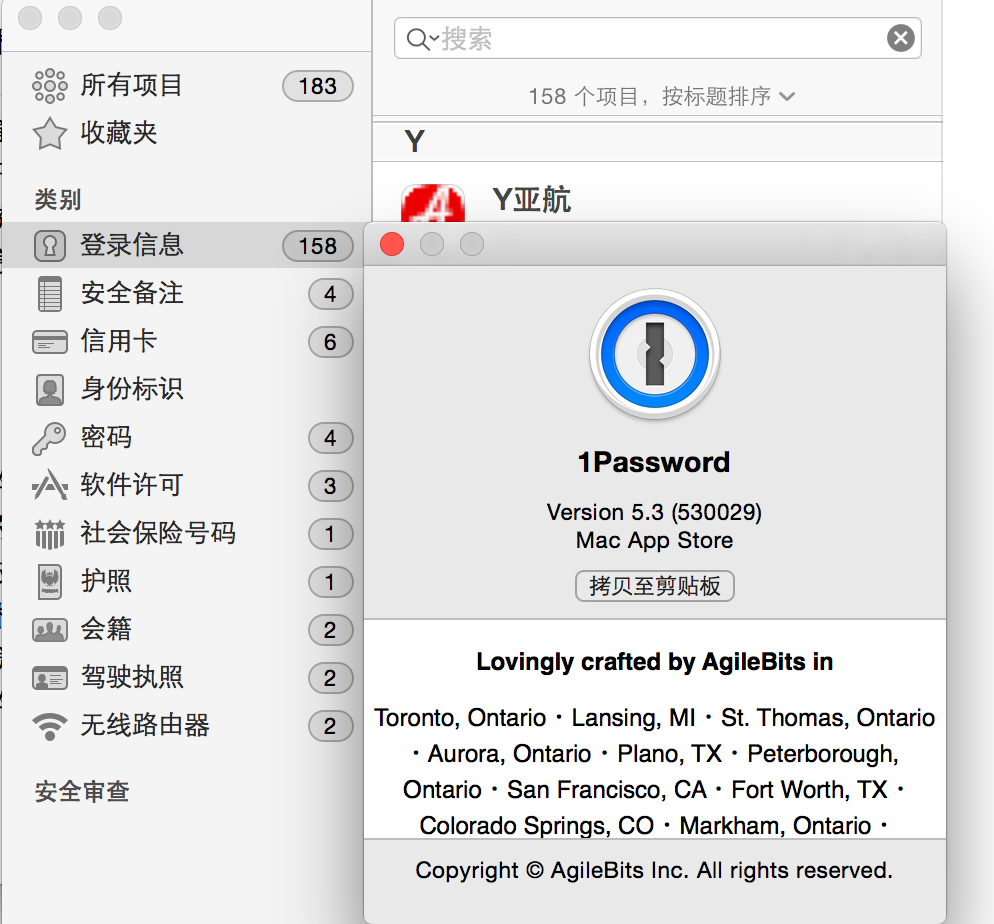 所有项目 183
收藏夹
类别
登录信息 158
安全备注 4
信用卡 6
身份标识
密码 4
软件许可 3
社会保险号码 1
护照 1
会籍 2
驾驶执照 2
无线路由器 2
安全审查
搜索
158 个项目，按标题排序
Y
Y亚航
1Password
Version 5.3 (530029)
Mac App Store
拷贝至剪贴板
Lovingly crafted by AgileBits in
Toronto, Ontario · Lansing, MI · St. Thomas, Ontario
· Aurora, Ontario · Plano, TX · Peterborough,
Ontario · San Francisco, CA · Fort Worth, TX ·
Colorado Springs, CO · Markham, Ontario ·
Copyright © AgileBits Inc. All rights reserved.